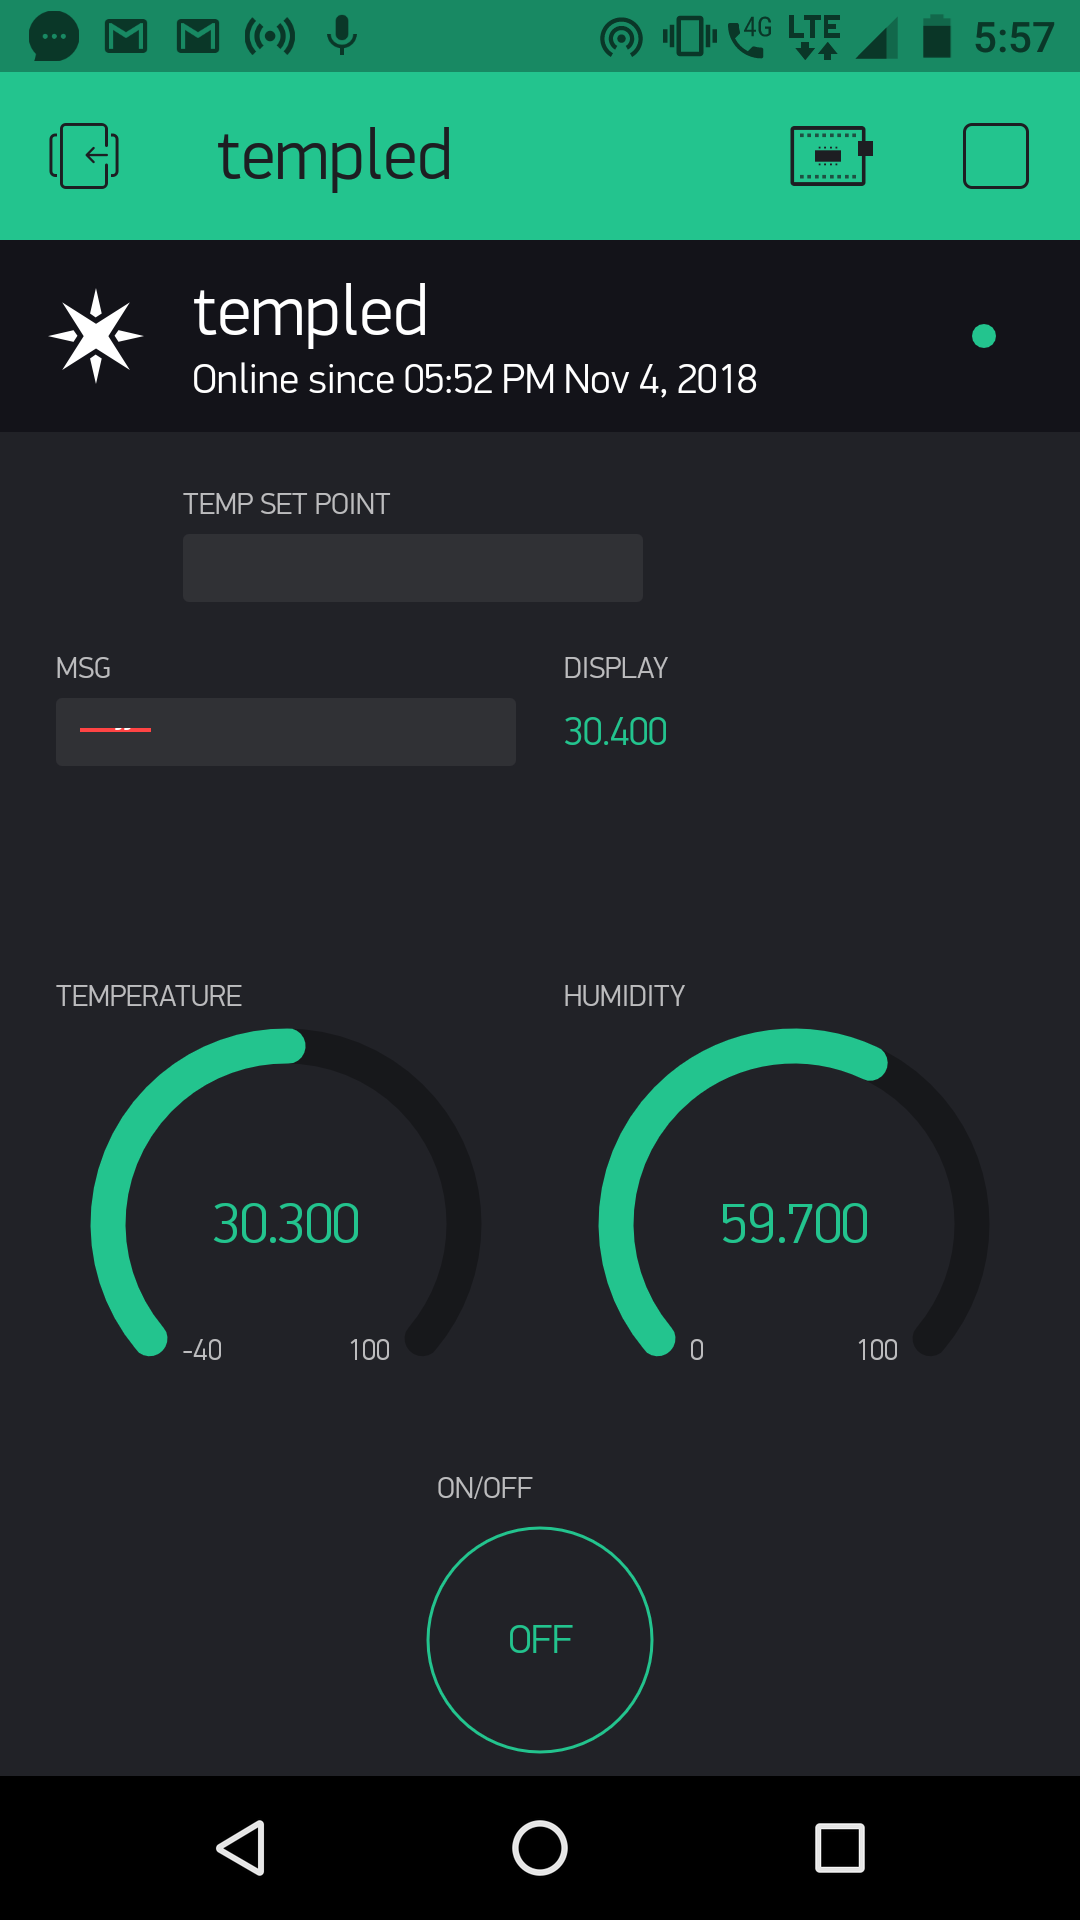 4G
LTE
5:57
templed
templed
Online since 05:52 PM Nov 4, 2018
TEMP SET POINT
MSG
DISPLAY
30.400
TEMPERATURE
HUMIDITY
30.300
59.700
-40
100
0
100
ON/OFF
OFF